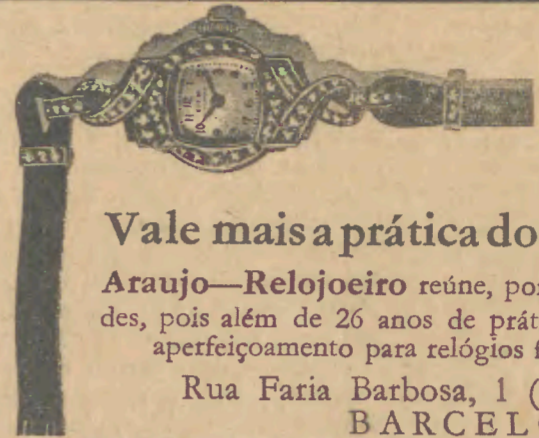 Vale mais a prática do
Araujo—Relojoeiro reúne, por
des, pois além de 26 anos de prát
aperfeiçoamento para relógios f
Rua Faria Barbosa, 1 (
BARCEL